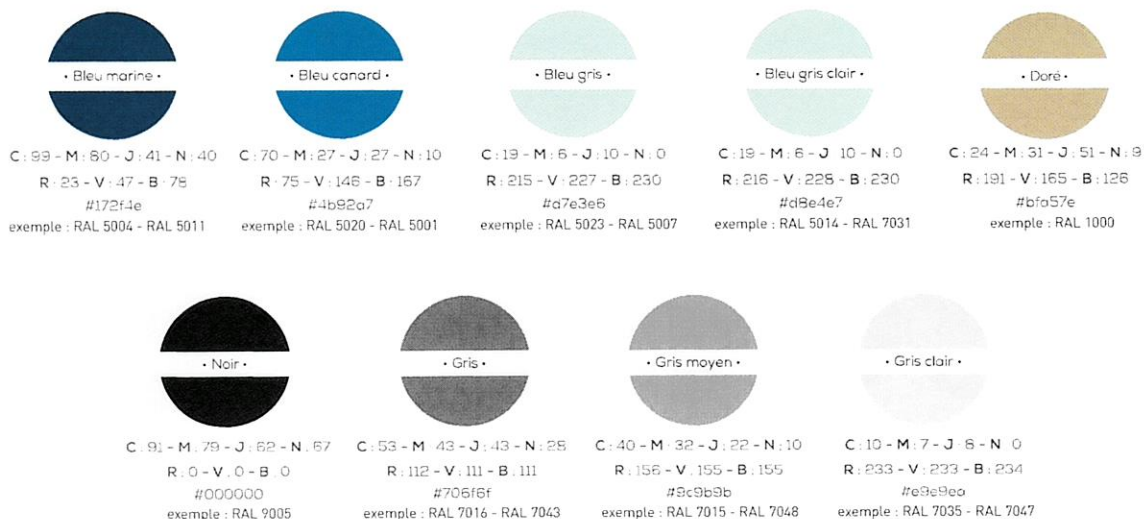 • Bleu marine •
C : 99 - M : 80 - J : 41 - N : 40
R : 23 - V : 47 - B : 78
#172f4e
exemple : RAL 5004 - RAL 5011
• Bleu canard •
C : 70 - M : 27 - J : 27 - N : 10
R : 75 - V : 146 - B : 167
#4b92a7
exemple : RAL 5020 - RAL 5001
• Bleu gris •
C : 19 - M : 6 - J : 10 - N : 0
R : 215 - V : 227 - B : 230
#d7e3e6
exemple : RAL 5023 - RAL 5007
• Bleu gris clair •
C : 19 - M : 6 - J 10 - N : 0
R : 216 - V : 228 - B : 230
#d8e4e7
exemple : RAL 5014 - RAL 7031
• Doré •
C : 24 - M : 31 - J : 51 - N : 9
R : 191 - V : 165 - B : 126
#bfa57e
exemple : RAL 1000
• Noir •
C : 91 - M . 79 - J : 62 - N . 67
R : 0 - V . 0 - B . 0
#000000
exemple : RAL 9005
• Gris •
C : 53 - M 43 - J : 43 - N : 28
R : 112 - V : 111 - B . 111
#706f6f
exemple : RAL 7016 - RAL 7043
• Gris moyen •
C : 40 - M : 32 - J : 22 - N : 10
R : 156 - V . 155 - B : 155
#9c9b9b
exemple : RAL 7015 - RAL 7048
• Gris clair •
C : 10 - M : 7 - J : 8 - N 0
R : 233 - V : 233 - B : 234
#e9e9ea
exemple : RAL 7035 - RAL 7047